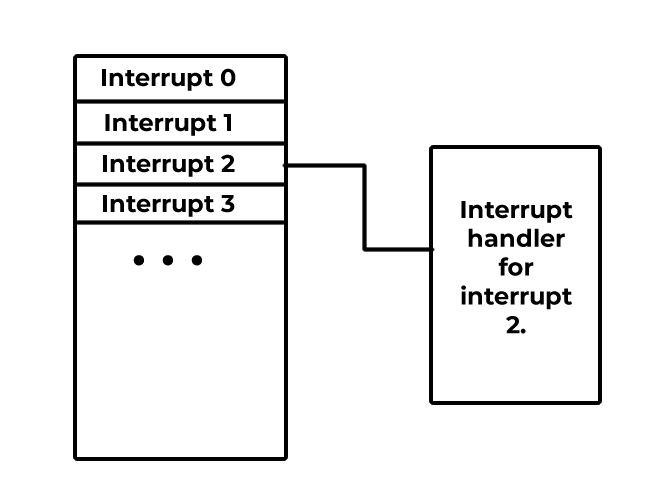 Interrupt 0
Interrupt 1
Interrupt 2
Interrupt 3
• • •
Interrupt
handler
for
interrupt
2.